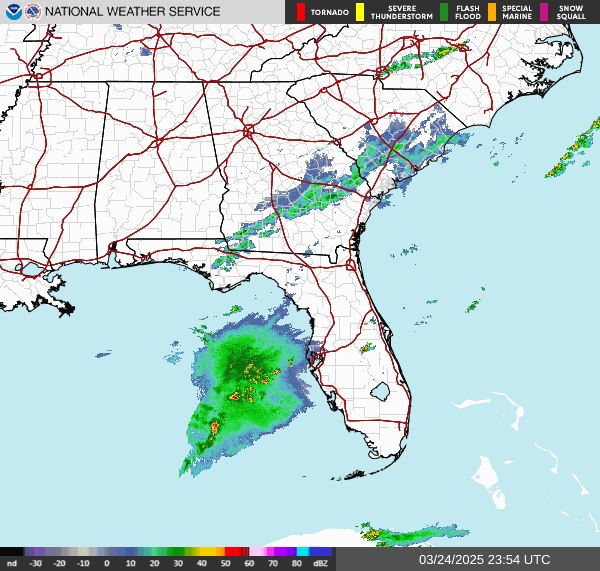 NATIONAL WEATHER SERVICE
TORNADO
SEVERE THUNDERSTORM
FLASH FLOOD
SPECIAL MARINE
SNOW SQUALL
nd -30 -20 -10 0 10 20 30 40 50 60 70 80 dBZ
03/24/2025 23:54 UTC